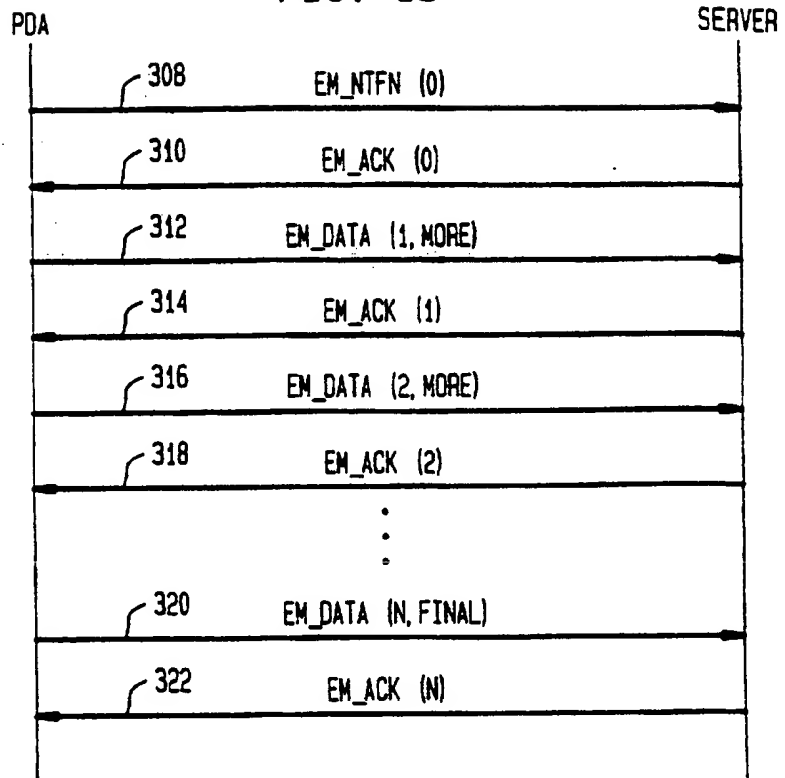 PDA
SERVER
308 EM_NTFN (0)
310 EM_ACK (0)
312 EM_DATA (1, MORE)
314 EM_ACK (1)
316 EM_DATA (2, MORE)
318 EM_ACK (2)
320 EM_DATA (N, FINAL)
322 EM_ACK (N)